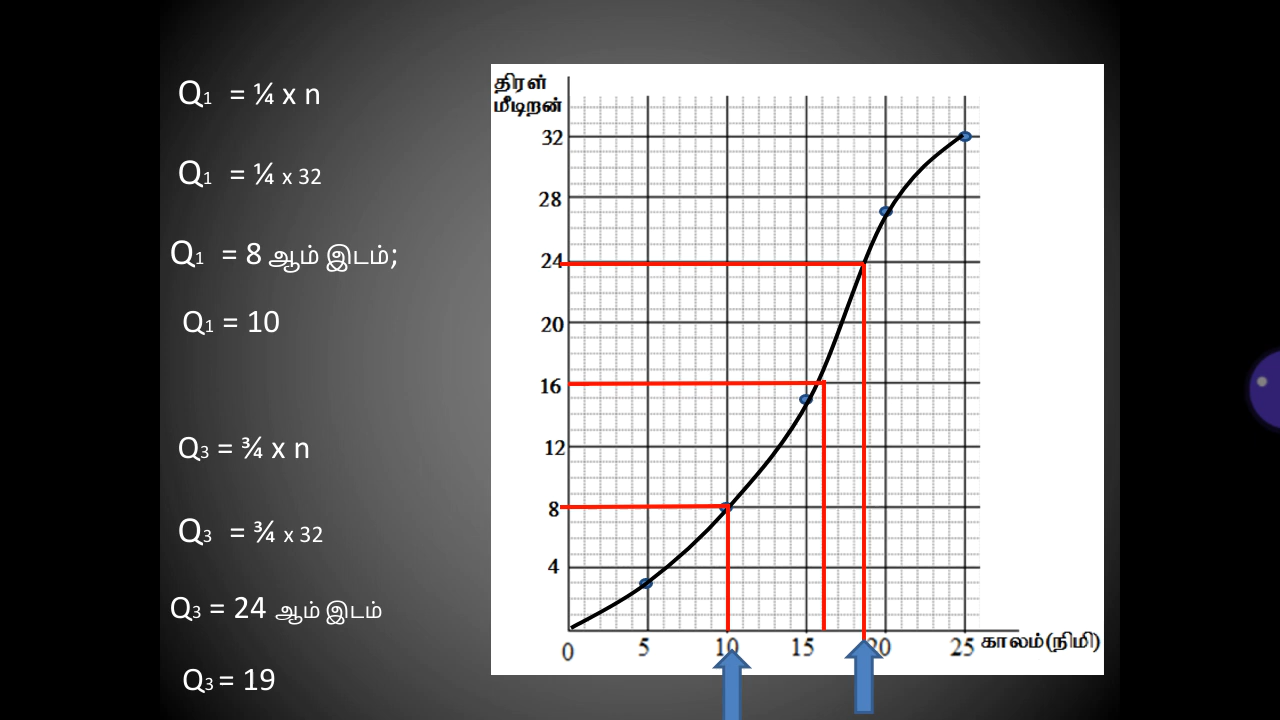 Q₁ = ¼ x n
Q₁ = ¼ x 32
Q₁ = 8 ஆம் இடம்;
Q₁ = 10
Q₃ = ¾ x n
Q₃ = ¾ x 32
Q₃ = 24 ஆம் இடம்
Q₃ = 19
திரள்
மீடிறன்
32
28
24
20
16
12
8
4
0 5 10 15 20 25 காலம்(நிமி)